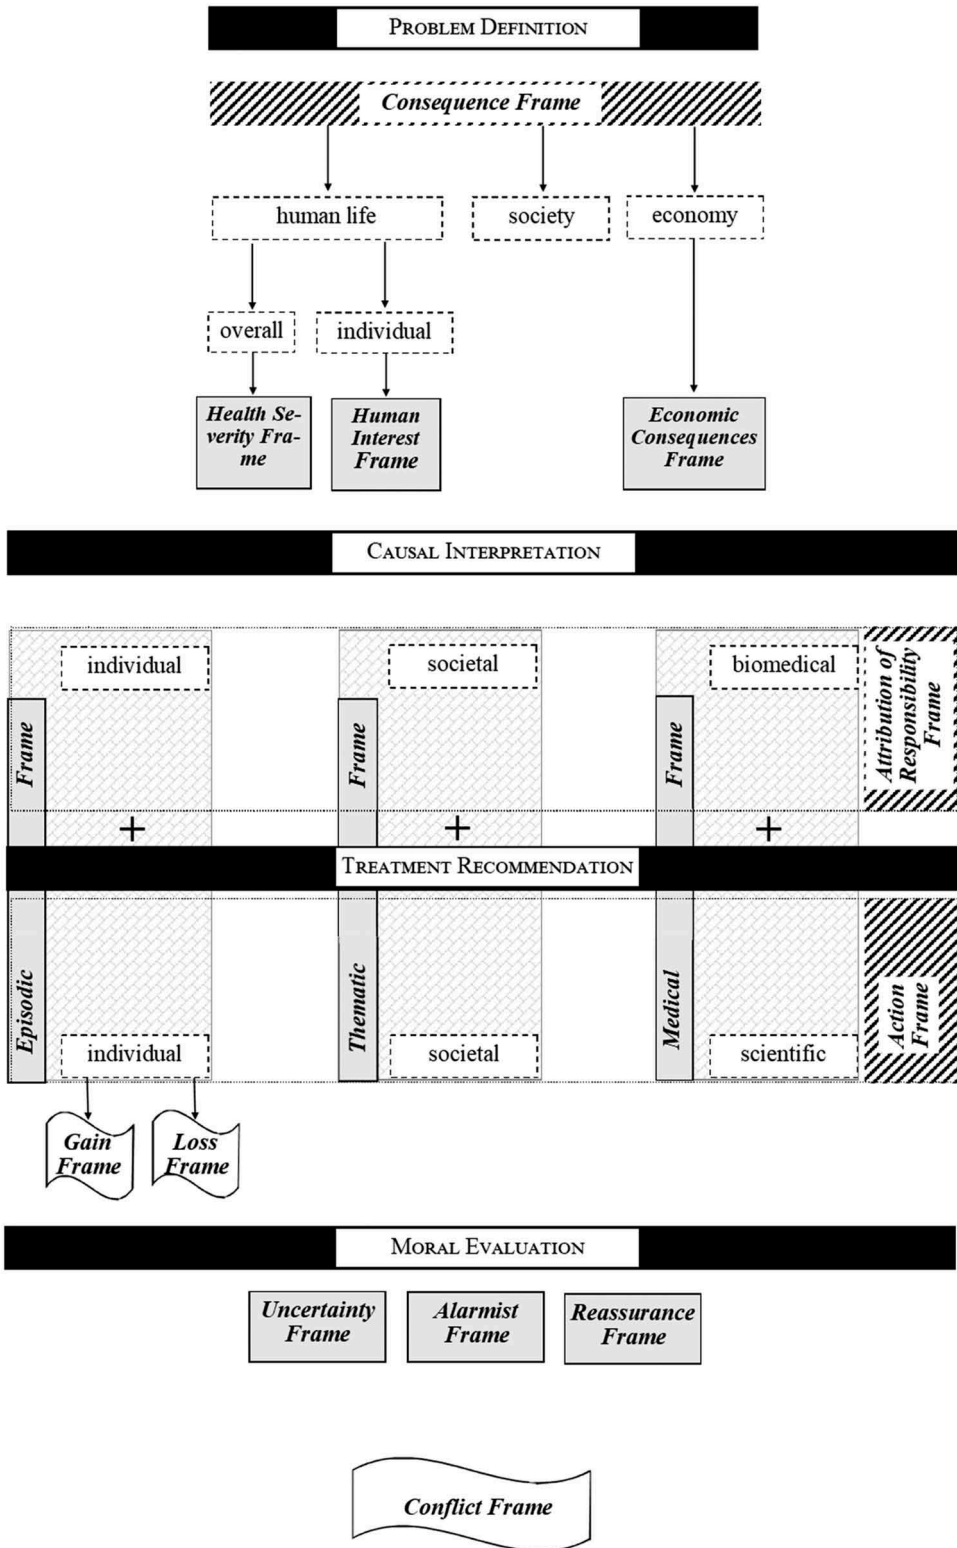 PROBLEM DEFINITION
Consequence Frame
human life
society
economy
overall
individual
Health Se-
verity Fra-
me
Human
Interest
Frame
Economic
Consequences
Frame
CAUSAL INTERPRETATION
individual
societal
biomedical
Frame
Frame
Frame
Attribution of
Responsibility
Frame
+
+
+
TREATMENT RECOMMENDATION
Episodic
Thematic
Medical
Action
Frame
individual
societal
scientific
Gain
Frame
Loss
Frame
MORAL EVALUATION
Uncertainty
Frame
Alarmist
Frame
Reassurance
Frame
Conflict Frame